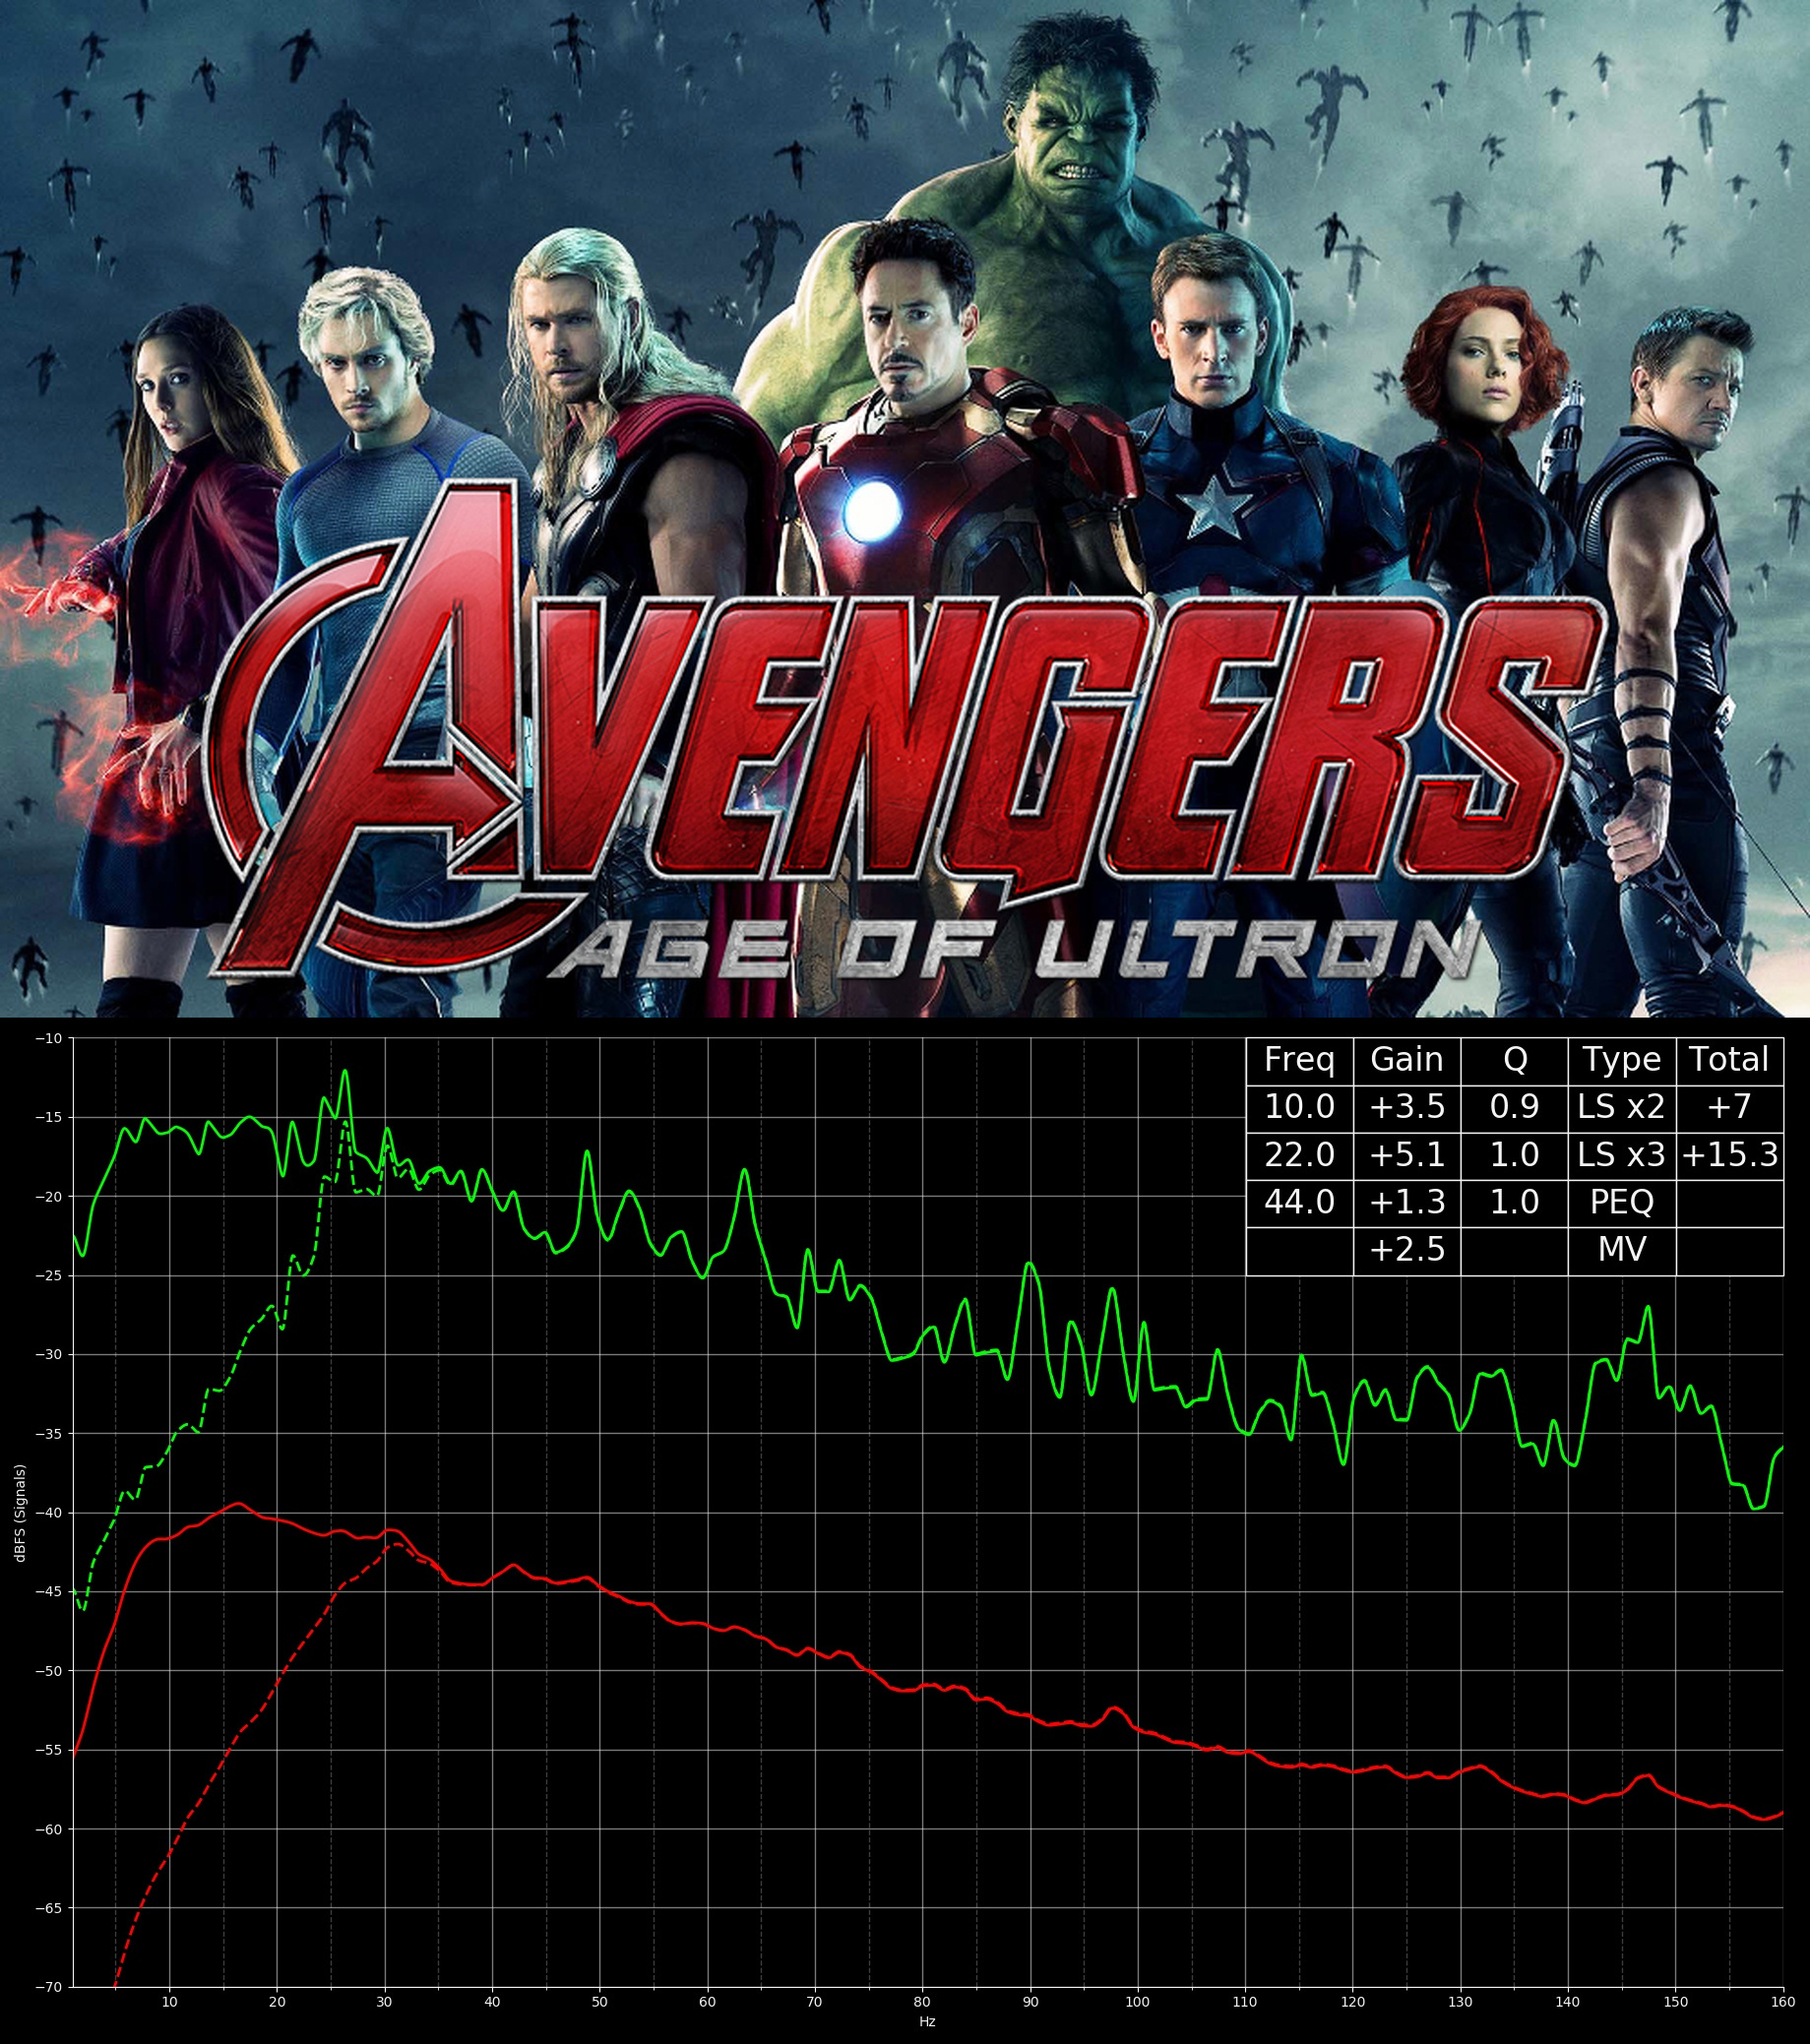 AVENGERS
AGE OF ULTRON
Freq Gain Q Type Total
10.0 +3.5 0.9 LS x2 +7
22.0 +5.1 1.0 LS x3 +15.3
44.0 +1.3 1.0 PEQ
+2.5 MV
−10
−15
−20
−25
−30
−35
−40
−45
−50
−55
−60
−65
−70
dBFS (Signals)
10 20 30 40 50 60 70 80 90 100 110 120 130 140 150 160
Hz